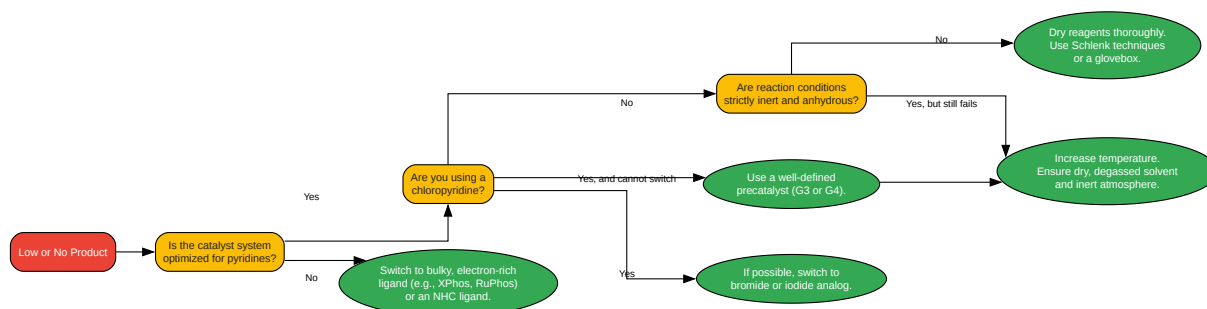 Low or No Product
Is the catalyst system
optimized for pyridines?
Yes
No
Switch to bulky, electron-rich
ligand (e.g., XPhos, RuPhos)
or an NHC ligand.
Are you using a
chloropyridine?
No
Yes, and cannot switch
Yes
Are reaction conditions
strictly inert and anhydrous?
Use a well-defined
precatalyst (G3 or G4).
If possible, switch to
bromide or iodide analog.
No
Yes, but still fails
Dry reagents thoroughly.
Use Schlenk techniques
or a glovebox.
Increase temperature.
Ensure dry, degassed solvent
and inert atmosphere.